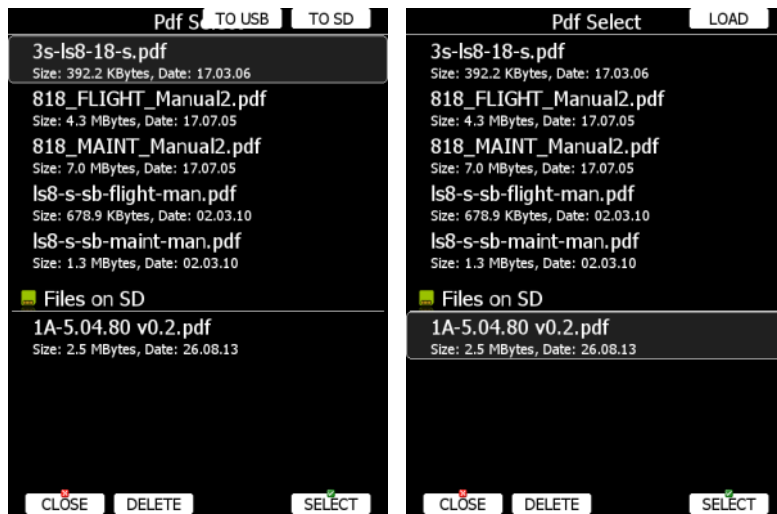 Pdf S
TO USB
TO SD
3s-ls8-18-s.pdf
Size: 392.2 KBytes, Date: 17.03.06
818_FLIGHT_Manual2.pdf
Size: 4.3 MBytes, Date: 17.07.05
818_MAINT_Manual2.pdf
Size: 7.0 MBytes, Date: 17.07.05
ls8-s-sb-flight-man.pdf
Size: 678.9 KBytes, Date: 02.03.10
ls8-s-sb-maint-man.pdf
Size: 1.3 MBytes, Date: 02.03.10
Files on SD
1A-5.04.80 v0.2.pdf
Size: 2.5 MBytes, Date: 26.08.13
CLOSE
DELETE
SELECT
Pdf Select
LOAD
3s-ls8-18-s.pdf
Size: 392.2 KBytes, Date: 17.03.06
818_FLIGHT_Manual2.pdf
Size: 4.3 MBytes, Date: 17.07.05
818_MAINT_Manual2.pdf
Size: 7.0 MBytes, Date: 17.07.05
ls8-s-sb-flight-man.pdf
Size: 678.9 KBytes, Date: 02.03.10
ls8-s-sb-maint-man.pdf
Size: 1.3 MBytes, Date: 02.03.10
Files on SD
1A-5.04.80 v0.2.pdf
Size: 2.5 MBytes, Date: 26.08.13
CLOSE
DELETE
SELECT